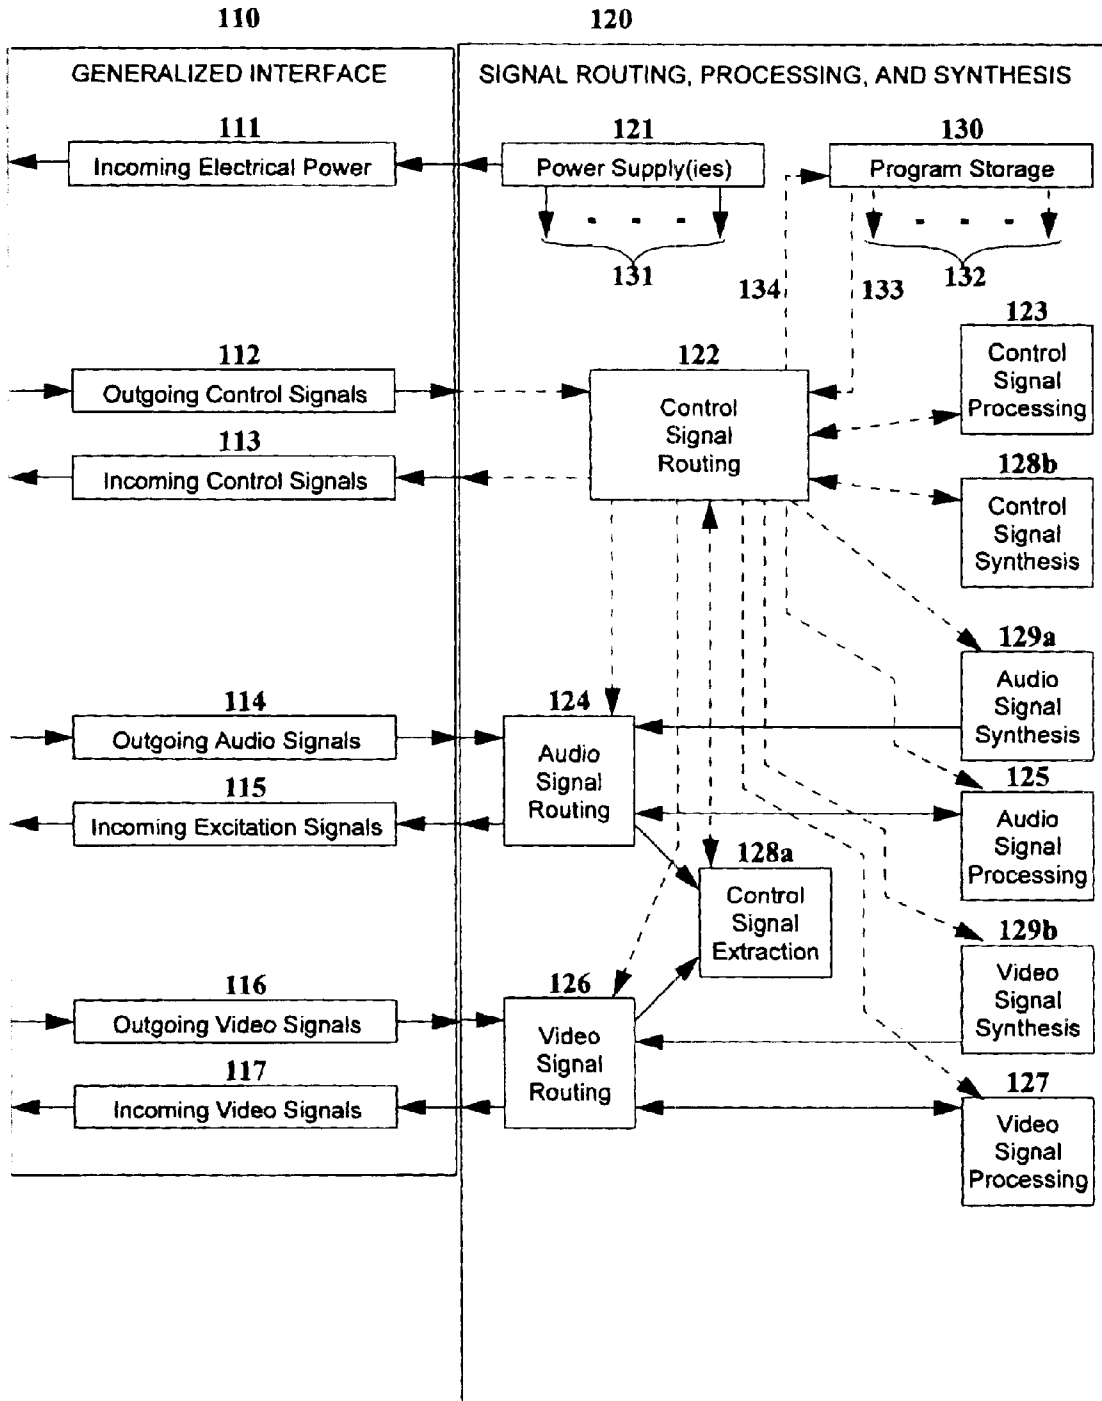 110
120
GENERALIZED INTERFACE
SIGNAL ROUTING, PROCESSING, AND SYNTHESIS
111
Incoming Electrical Power
121
Power Supply(ies)
130
Program Storage
131
134
133
132
112
Outgoing Control Signals
113
Incoming Control Signals
122
Control
Signal
Routing
123
Control
Signal
Processing
128b
Control
Signal
Synthesis
129a
Audio
Signal
Synthesis
114
Outgoing Audio Signals
115
Incoming Excitation Signals
124
Audio
Signal
Routing
125
Audio
Signal
Processing
128a
Control
Signal
Extraction
129b
Video
Signal
Synthesis
116
Outgoing Video Signals
117
Incoming Video Signals
126
Video
Signal
Routing
127
Video
Signal
Processing